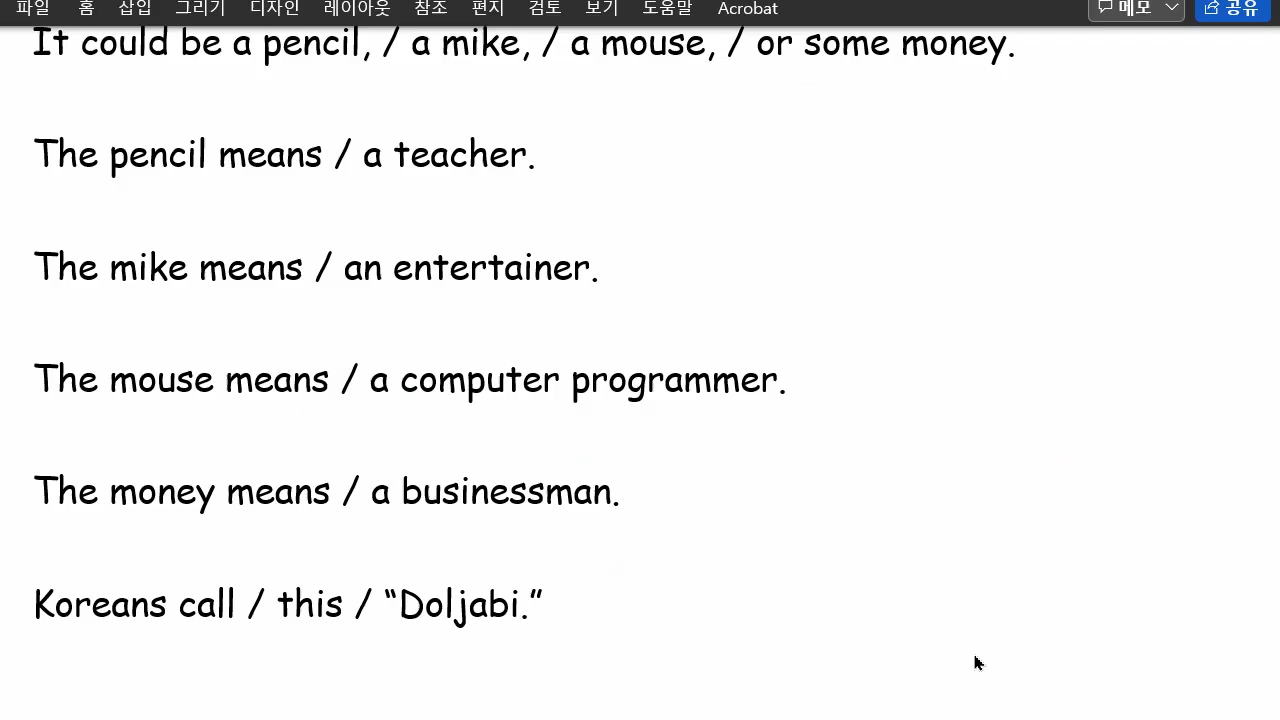 파일 홈 삽입 그리기 디자인 레이아웃 참조 편지 검토 보기 도움말 Acrobat 메모 공유
It could be a pencil, / a mike, / a mouse, / or some money.
The pencil means / a teacher.
The mike means / an entertainer.
The mouse means / a computer programmer.
The money means / a businessman.
Koreans call / this / “Doljabi.”